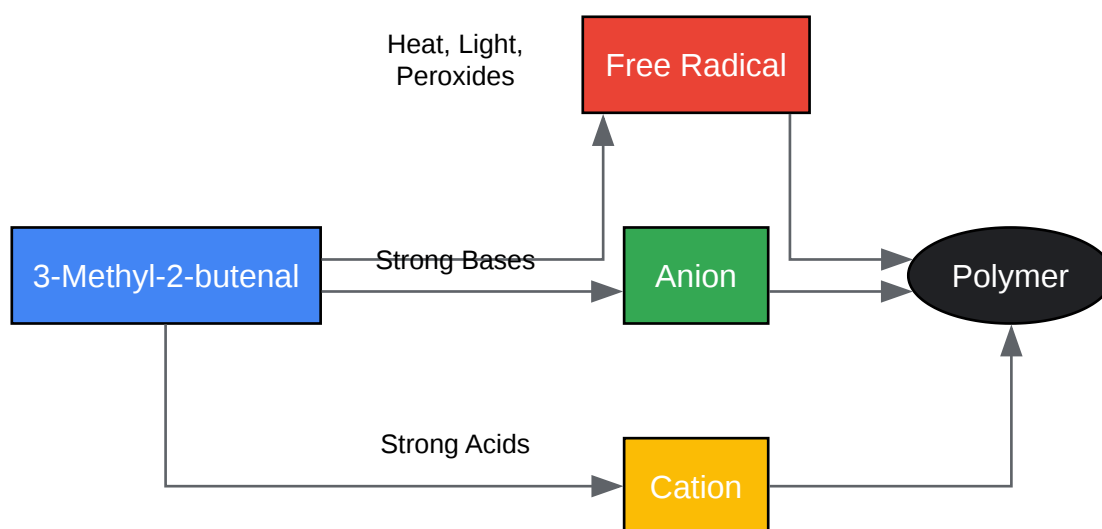 Heat, Light,
Peroxides
Free Radical
3-Methyl-2-butenal
Strong Bases
Anion
Polymer
Strong Acids
Cation